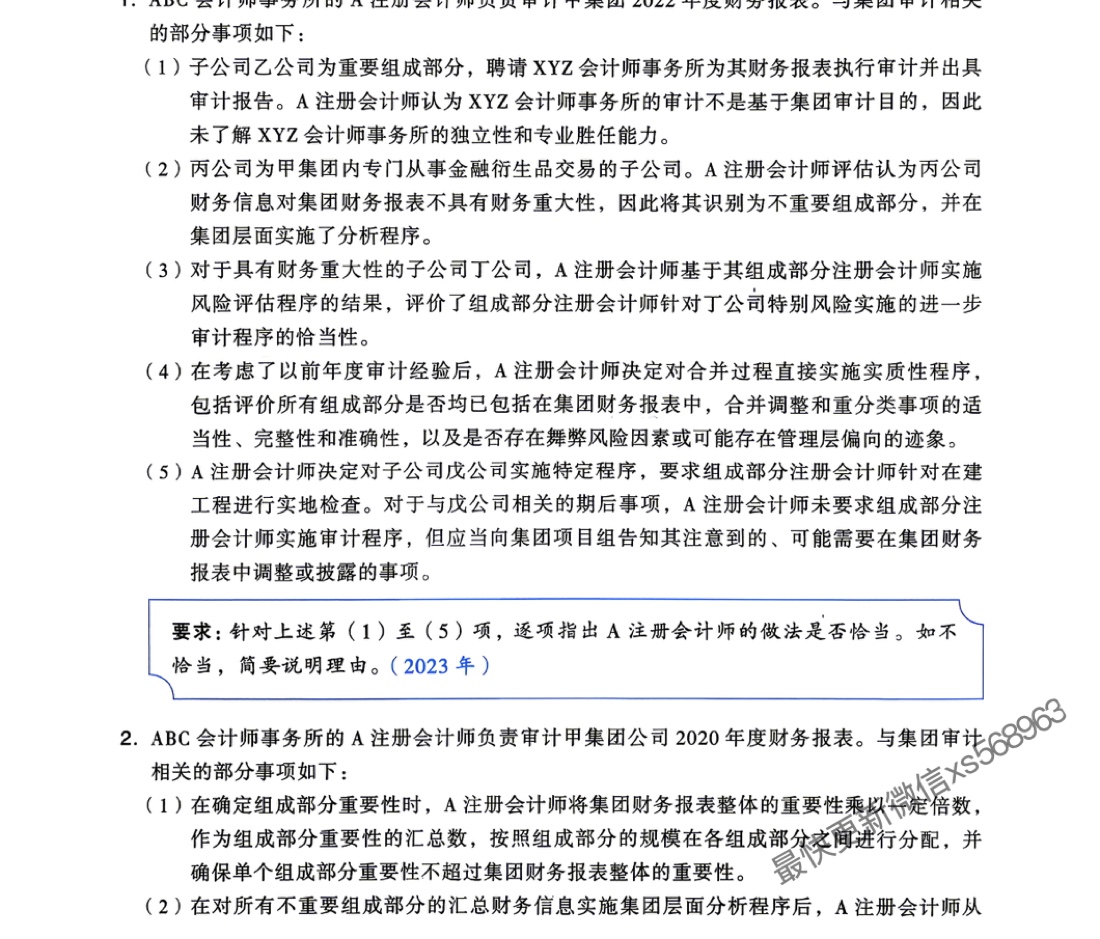 1. ABC 会计师事务所的 A 注册会计师负责审计甲集团 2022 年度财务报表。与集团审计相关
的部分事项如下：
（1）子公司乙公司为重要组成部分，聘请 XYZ 会计师事务所为其财务报表执行审计并出具
审计报告。A 注册会计师认为 XYZ 会计师事务所的审计不是基于集团审计目的，因此
未了解 XYZ 会计师事务所的独立性和专业胜任能力。
（2）丙公司为甲集团内专门从事金融衍生品交易的子公司。A 注册会计师评估认为丙公司
财务信息对集团财务报表不具有财务重大性，因此将其识别为不重要组成部分，并在
集团层面实施了分析程序。
（3）对于具有财务重大性的子公司丁公司，A 注册会计师基于其组成部分注册会计师实施
风险评估程序的结果，评价了组成部分注册会计师针对丁公司特别风险实施的进一步
审计程序的恰当性。
（4）在考虑了以前年度审计经验后，A 注册会计师决定对合并过程直接实施实质性程序，
包括评价所有组成部分是否均已包括在集团财务报表中，合并调整和重分类事项的适
当性、完整性和准确性，以及是否存在舞弊风险因素或可能存在管理层偏向的迹象。
（5）A 注册会计师决定对子公司戊公司实施特定程序，要求组成部分注册会计师针对在建
工程进行实地检查。对于与戊公司相关的期后事项，A 注册会计师未要求组成部分注
册会计师实施审计程序，但应当向集团项目组告知其注意到的、可能需要在集团财务
报表中调整或披露的事项。
要求：针对上述第（1）至（5）项，逐项指出 A 注册会计师的做法是否恰当。如不
恰当，简要说明理由。（2023 年）
2. ABC 会计师事务所的 A 注册会计师负责审计甲集团公司 2020 年度财务报表。与集团审计
相关的部分事项如下：
（1）在确定组成部分重要性时，A 注册会计师将集团财务报表整体的重要性乘以一定倍数，
作为组成部分重要性的汇总数，按照组成部分的规模在各组成部分之间进行分配，并
确保单个组成部分重要性不超过集团财务报表整体的重要性。
（2）在对所有不重要组成部分的汇总财务信息实施集团层面分析程序后，A 注册会计师从
最快更新微信xs568963